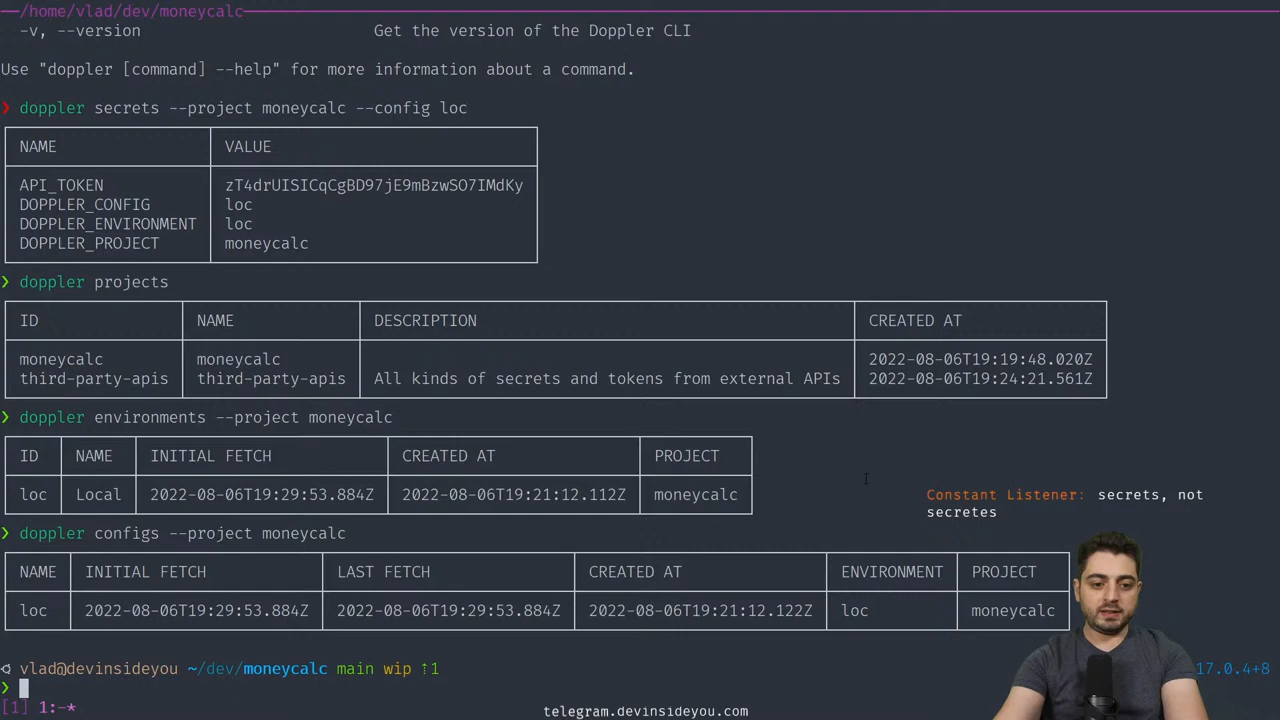 /home/vlad/dev/moneycalc
-v, --version Get the version of the Doppler CLI
Use "doppler [command] --help" for more information about a command.
❯ doppler secrets --project moneycalc --config loc
NAME VALUE
API_TOKEN zT4drUISICqCgBD97jE9mBzwSO7IMdKy
DOPPLER_CONFIG loc
DOPPLER_ENVIRONMENT loc
DOPPLER_PROJECT moneycalc
❯ doppler projects
ID NAME DESCRIPTION CREATED AT
moneycalc moneycalc 2022-08-06T19:19:48.020Z
third-party-apis third-party-apis All kinds of secrets and tokens from external APIs 2022-08-06T19:24:21.561Z
❯ doppler environments --project moneycalc
ID NAME INITIAL FETCH CREATED AT PROJECT
loc Local 2022-08-06T19:29:53.884Z 2022-08-06T19:21:12.112Z moneycalc
Constant Listener: secrets, not
secretes
❯ doppler configs --project moneycalc
NAME INITIAL FETCH LAST FETCH CREATED AT ENVIRONMENT PROJECT
loc 2022-08-06T19:29:53.884Z 2022-08-06T19:29:53.884Z 2022-08-06T19:21:12.122Z loc moneycalc
vlad@devinsideyou ~/dev/moneycalc main wip ↑1 17.0.4+8
❯
[1] 1:-*
telegram.devinsideyou.com